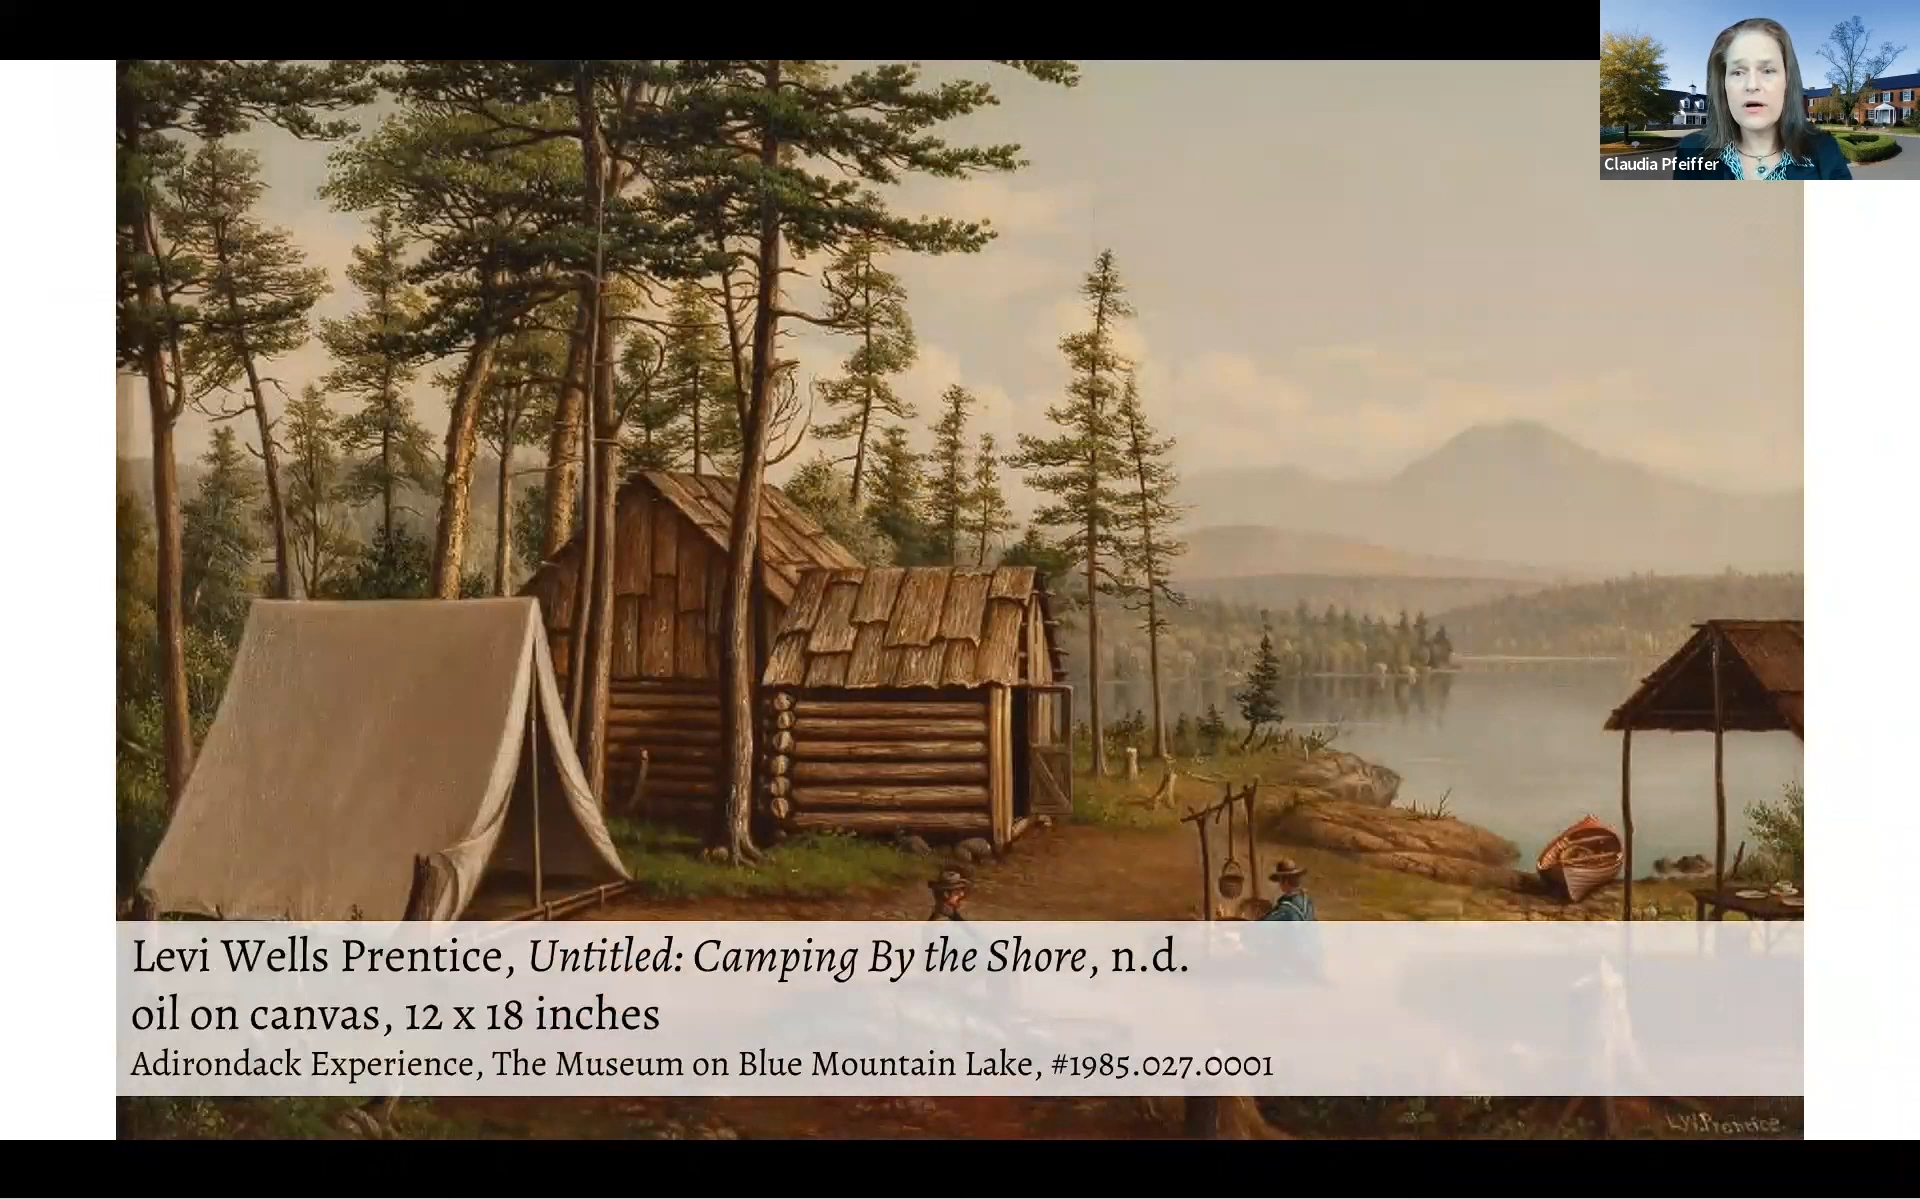 Claudia Pfeiffer
Levi Wells Prentice, Untitled: Camping By the Shore, n.d.
oil on canvas, 12 x 18 inches
Adirondack Experience, The Museum on Blue Mountain Lake, #1985.027.0001
L.W.Prentice.